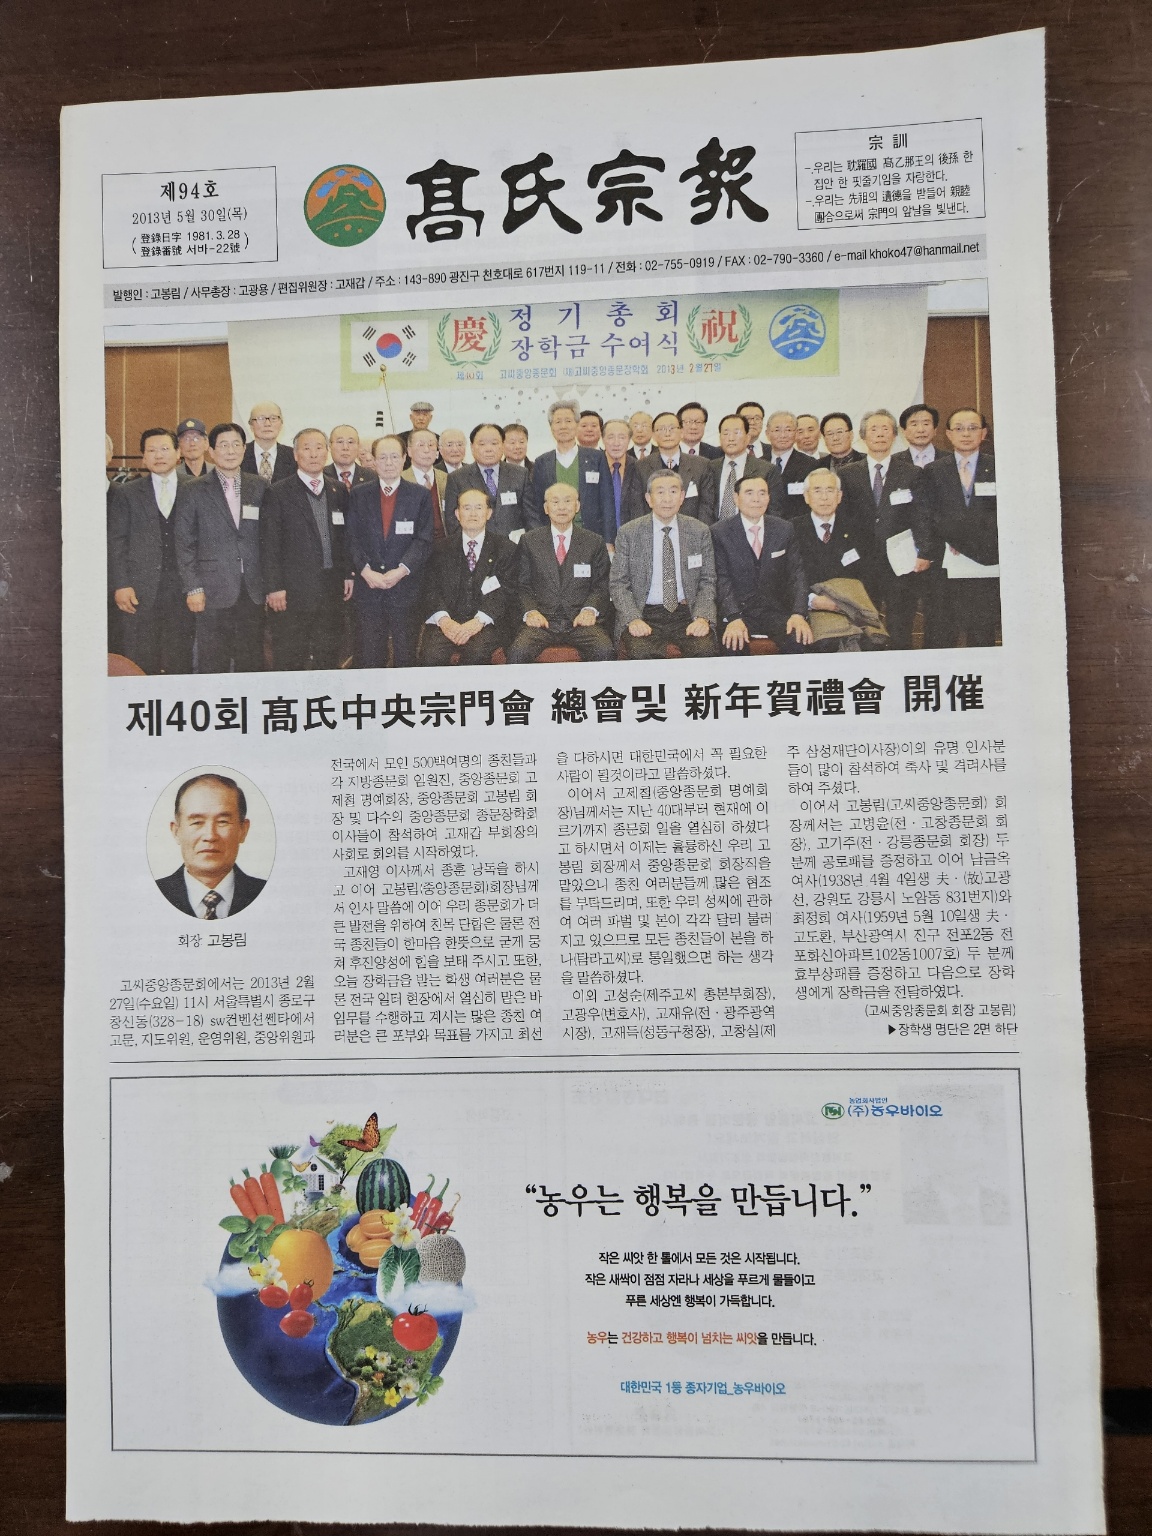 제94호
2013년 5월 30일(목)
(登錄日字 1981. 3. 28
登錄番號 서바-22號)
髙氏宗報
宗 訓
-.우리는 耽羅國 髙乙那王의 後孫 한
집안 한 핏줄기임을 자랑한다.
-.우리는 先祖의 遺德을 받들어 親睦
團合으로써 宗門의 앞날을 빛낸다.
발행인 : 고봉림 / 사무총장 : 고광용 / 편집위원장 : 고재갑 / 주소 : 143-890 광진구 천호대로 617번지 119-11 / 전화 : 02-755-0919 / FAX : 02-790-3360 / e-mail khoko47@hanmail.net
慶 정기총회 祝
장학금 수여식
제40회 고씨중앙종문회 (재)고씨중앙종문장학회 2013년 2월27일
제40회 髙氏中央宗門會 總會및 新年賀禮會 開催
회장 고봉림
고씨중앙종문회에서는 2013년 2월
27일(수요일) 11시 서울특별시 종로구
창신동(328-18) sw컨벤션쎈타에서
고문, 지도위원, 운영위원, 중앙위원과
전국에서 모인 500백여명의 종친들과
각 지방종문회 임원진, 중앙종문회 고
제철 명예회장, 중앙종문회 고봉림 회
장 및 다수의 중앙종문회 종문장학회
이사들이 참석하여 고재갑 부회장의
사회로 회의를 시작하였다.
고재영 이사께서 종훈 낭독을 하시
고 이어 고봉림(중앙종문회)회장님께
서 인사 말씀에 이어 우리 종문회가 더
큰 발전을 위하여 친목 단합은 물론 전
국 종친들이 한마음 한뜻으로 굳게 뭉
쳐 후진양성에 힘을 보태 주시고 또한,
오늘 장학금을 받는 학생 여러분은 물
론 전국 일터 현장에서 열심히 맡은 바
임무를 수행하고 계시는 많은 종친 여
러분은 큰 포부와 목표를 가지고 최선
을 다하시면 대한민국에서 꼭 필요한
사람이 될것이라고 말씀하셨다.
이어서 고제철(중앙종문회 명예회
장)님께서는 지난 40대부터 현재에 이
르기까지 종문회 일을 열심히 하셨다
고 하시면서 이제는 훌륭하신 우리 고
봉림 회장께서 중앙종문회 회장직을
맡았으니 종친 여러분들께 많은 협조
를 부탁드리며, 또한 우리 성씨에 관하
여 여러 파벌 및 본이 각각 달리 불러
지고 있으므로 모든 종친들이 본을 하
나(탐라고씨)로 통일했으면 하는 생각
을 말씀하셨다.
이외 고성순(제주고씨 총본부회장),
고광우(변호사), 고재유(전·광주광역
시장), 고재득(성동구청장), 고창실(제
주 삼성재단이사장)이외 유명 인사분
들이 많이 참석하여 축사 및 격려사를
하여 주셨다.
이어서 고봉림(고씨중앙종문회) 회
장께서는 고병윤(전·고창종문회 회
장), 고기주(전·강릉종문회 회장) 두
분께 공로패를 증정하고 이어 남금옥
여사(1938년 4월 4일생 夫·(故)고광
선, 강원도 강릉시 노암동 831번지)와
최정희 여사(1959년 5월 10일생 夫·
고도환, 부산광역시 진구 전포2동 전
포화신아파트102동1007호) 두 분께
효부상패를 증정하고 다음으로 장학
생에게 장학금을 전달하였다.
(고씨중앙종문회 회장 고봉림)
▶장학생 명단은 2면 하단
농업회사법인
(주)농우바이오
“농우는 행복을 만듭니다.”
작은 씨앗 한 톨에서 모든 것은 시작됩니다.
작은 새싹이 점점 자라나 세상을 푸르게 물들이고
푸른 세상엔 행복이 가득합니다.
농우는 건강하고 행복이 넘치는 씨앗을 만듭니다.
대한민국 1등 종자기업_농우바이오